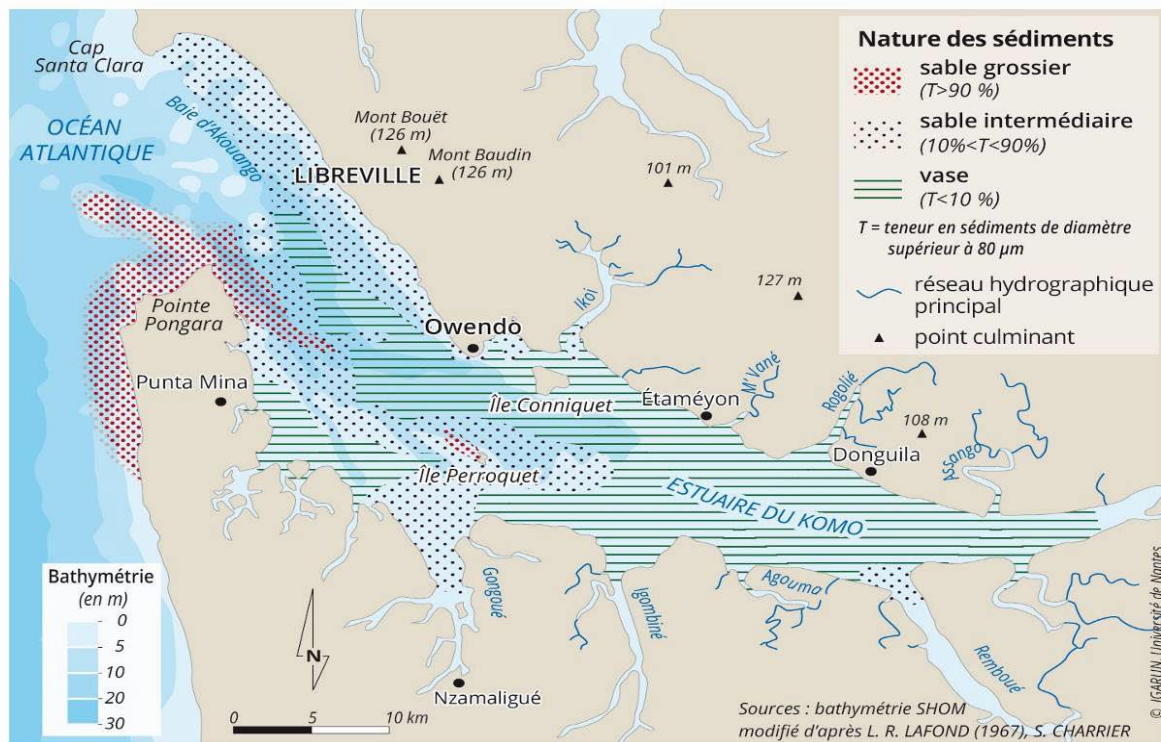 Cap
Santa Clara
OCÉAN
ATLANTIQUE
Baie d'Akouango
Mont Bouët
(126 m)
Mont Baudin
(126 m)
LIBREVILLE
101 m
127 m
Ikoi
Pointe
Pongara
Owendo
Punta Mina
Île Conniquet
Étaméyon
M'Vané
Rogolié
108 m
Donguila
Assango
Île Perroquet
ESTUAIRE DU KOMO
Gongoué
Igombiné
Agouma
Remboué
Nzamaligué
Nature des sédiments
sable grossier
(T>90 %)
sable intermédiaire
(10%<T<90%)
vase
(T<10 %)
T = teneur en sédiments de diamètre
supérieur à 80 µm
réseau hydrographique
principal
point culminant
Bathymétrie
(en m)
0
5
10
20
30
N
0 5 10 km
Sources : bathymétrie SHOM
modifié d'après L. R. LAFOND (1967), S. CHARRIER
© IGARUN, Université de Nantes